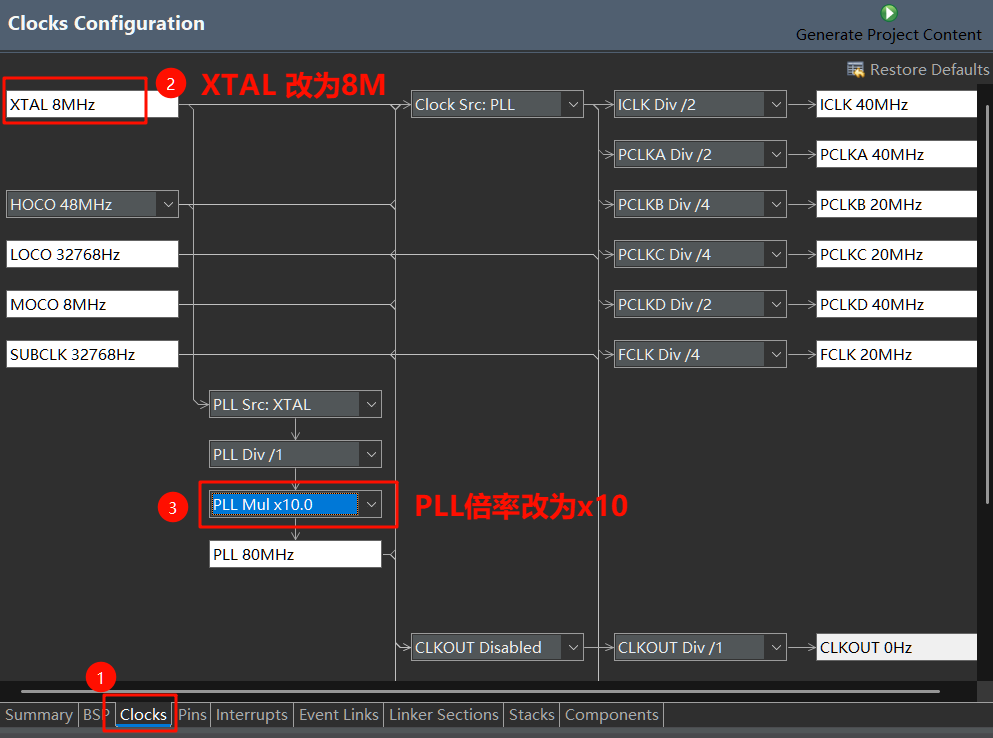 Clocks Configuration
Generate Project Content
Restore Defaults
2 XTAL 改为8M
XTAL 8MHz
Clock Src: PLL
ICLK Div /2
ICLK 40MHz
PCLKA Div /2
PCLKA 40MHz
HOCO 48MHz
PCLKB Div /4
PCLKB 20MHz
LOCO 32768Hz
PCLKC Div /4
PCLKC 20MHz
MOCO 8MHz
PCLKD Div /2
PCLKD 40MHz
SUBCLK 32768Hz
FCLK Div /4
FCLK 20MHz
PLL Src: XTAL
PLL Div /1
3
PLL Mul x10.0
PLL倍率改为x10
PLL 80MHz
CLKOUT Disabled
CLKOUT Div /1
CLKOUT 0Hz
1
Summary
BSP
Clocks
Pins
Interrupts
Event Links
Linker Sections
Stacks
Components